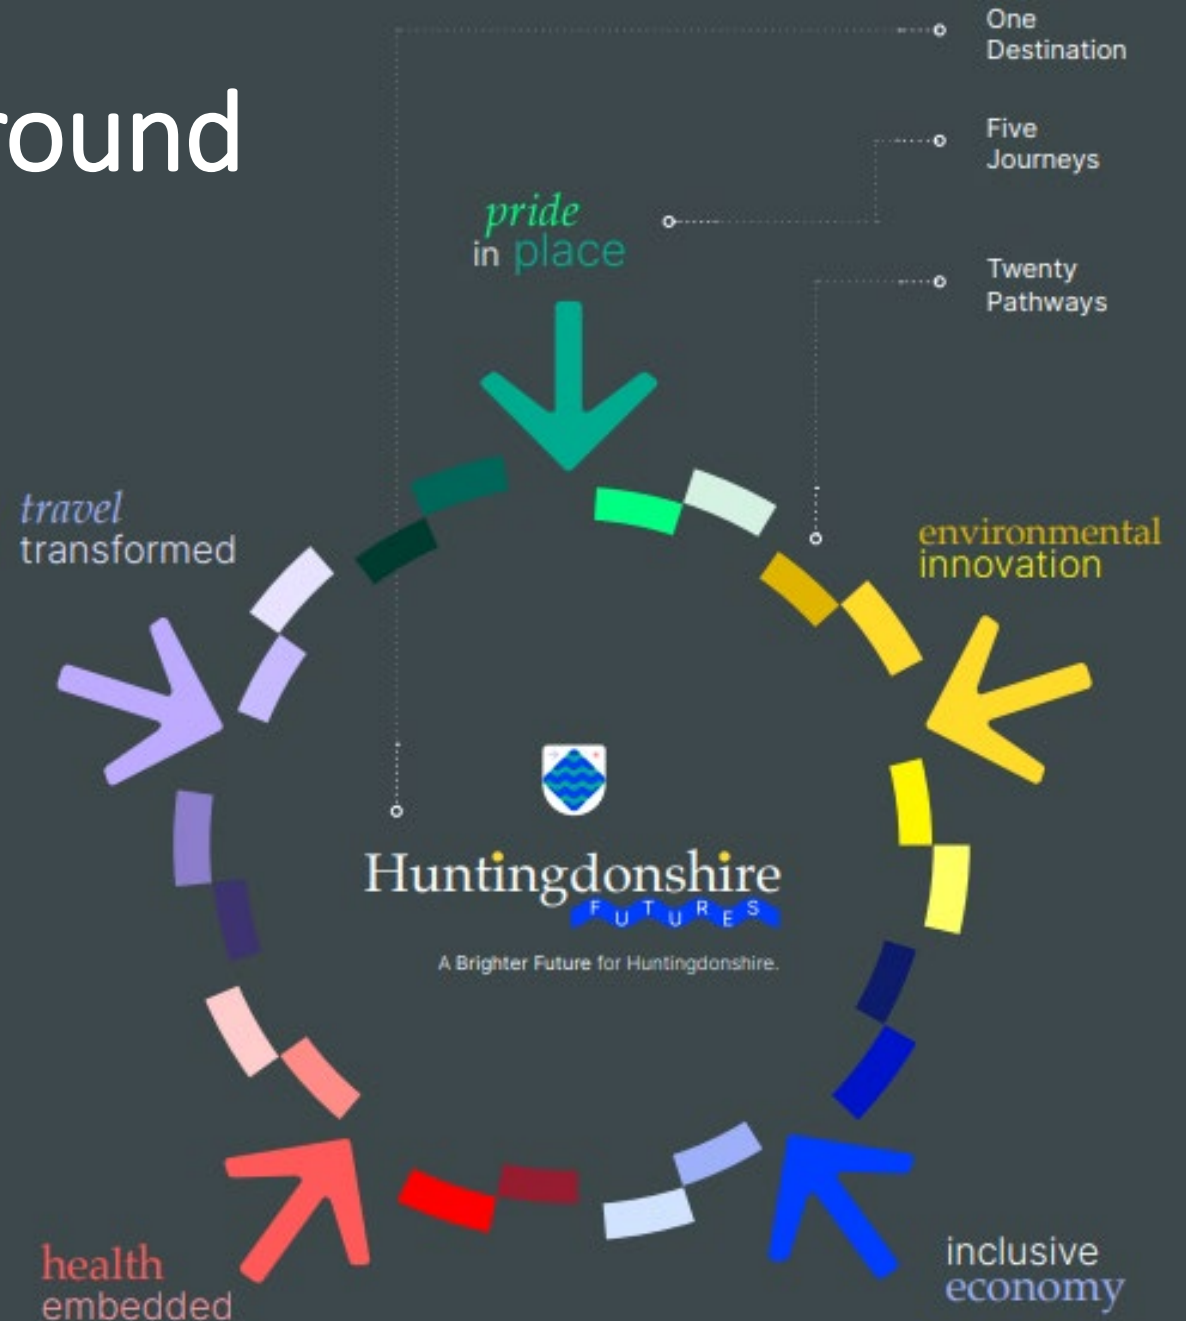 round
One
Destination
Five
Journeys
pride
in place
Twenty
Pathways
travel
transformed
environmental
innovation
Huntingdonshire
FUTURES
A Brighter Future for Huntingdonshire.
health
embedded
inclusive
economy